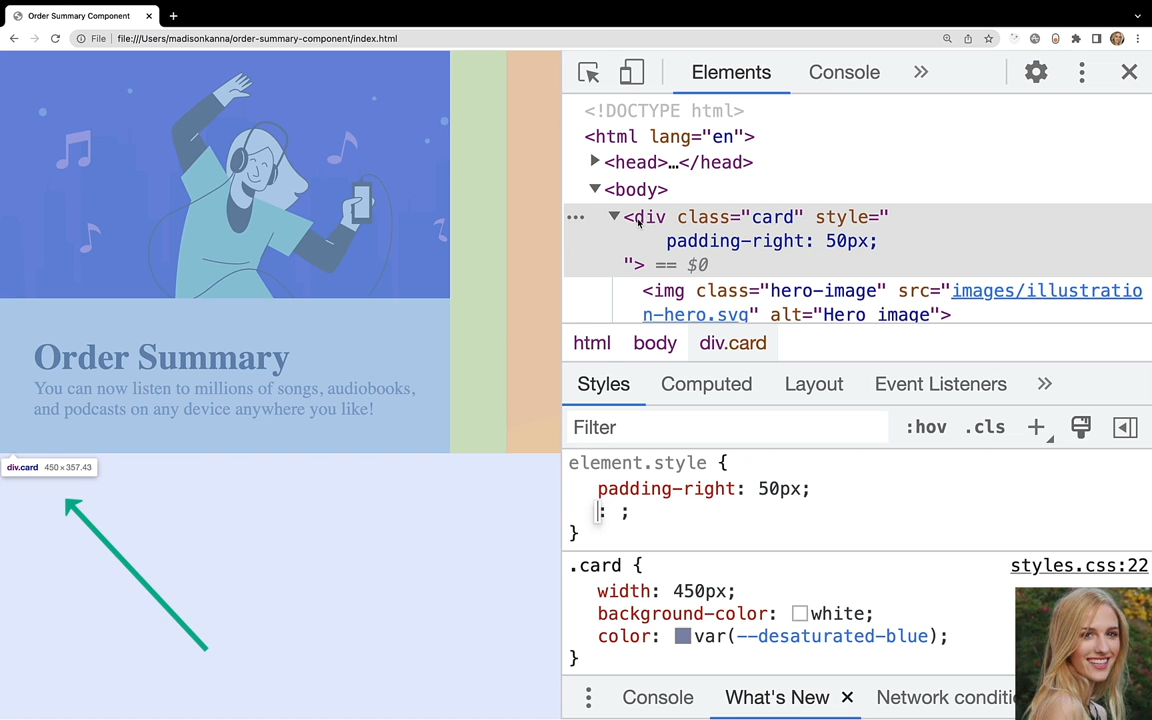 Order Summary Component
File file:///Users/madisonkanna/order-summary-component/index.html
Order Summary
You can now listen to millions of songs, audiobooks,
and podcasts on any device anywhere you like!
div.card 450×357.43
Elements Console
<!DOCTYPE html>
<html lang="en">
<head>…</head>
<body>
<div class="card" style="
padding-right: 50px;
"> == $0
<img class="hero-image" src="images/illustratio
n-hero.svg" alt="Hero image">
html body div.card
Styles Computed Layout Event Listeners
Filter :hov .cls
element.style {
padding-right: 50px;
: ;
}
.card { styles.css:22
width: 450px;
background-color: white;
color: var(--desaturated-blue);
}
Console What's New Network conditi